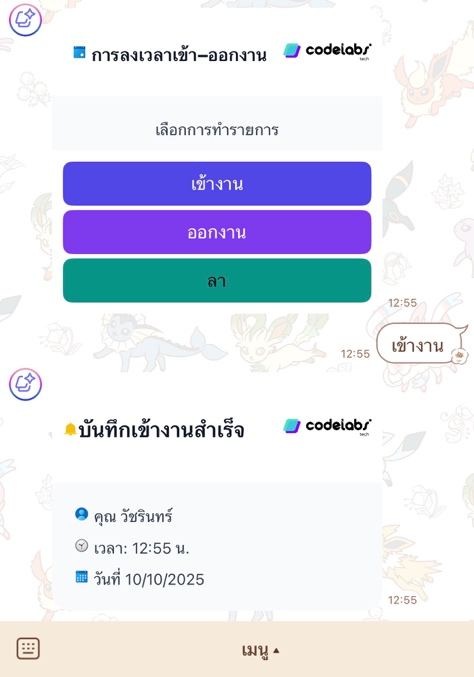 การลงเวลาเข้า–ออกงาน
codelabs
tech
เลือกการทำรายการ
เข้างาน
ออกงาน
ลา
12:55
12:55
เข้างาน
บันทึกเข้างานสำเร็จ
codelabs
tech
คุณ วัชรินทร์
เวลา: 12:55 น.
วันที่ 10/10/2025
12:55
เมนู